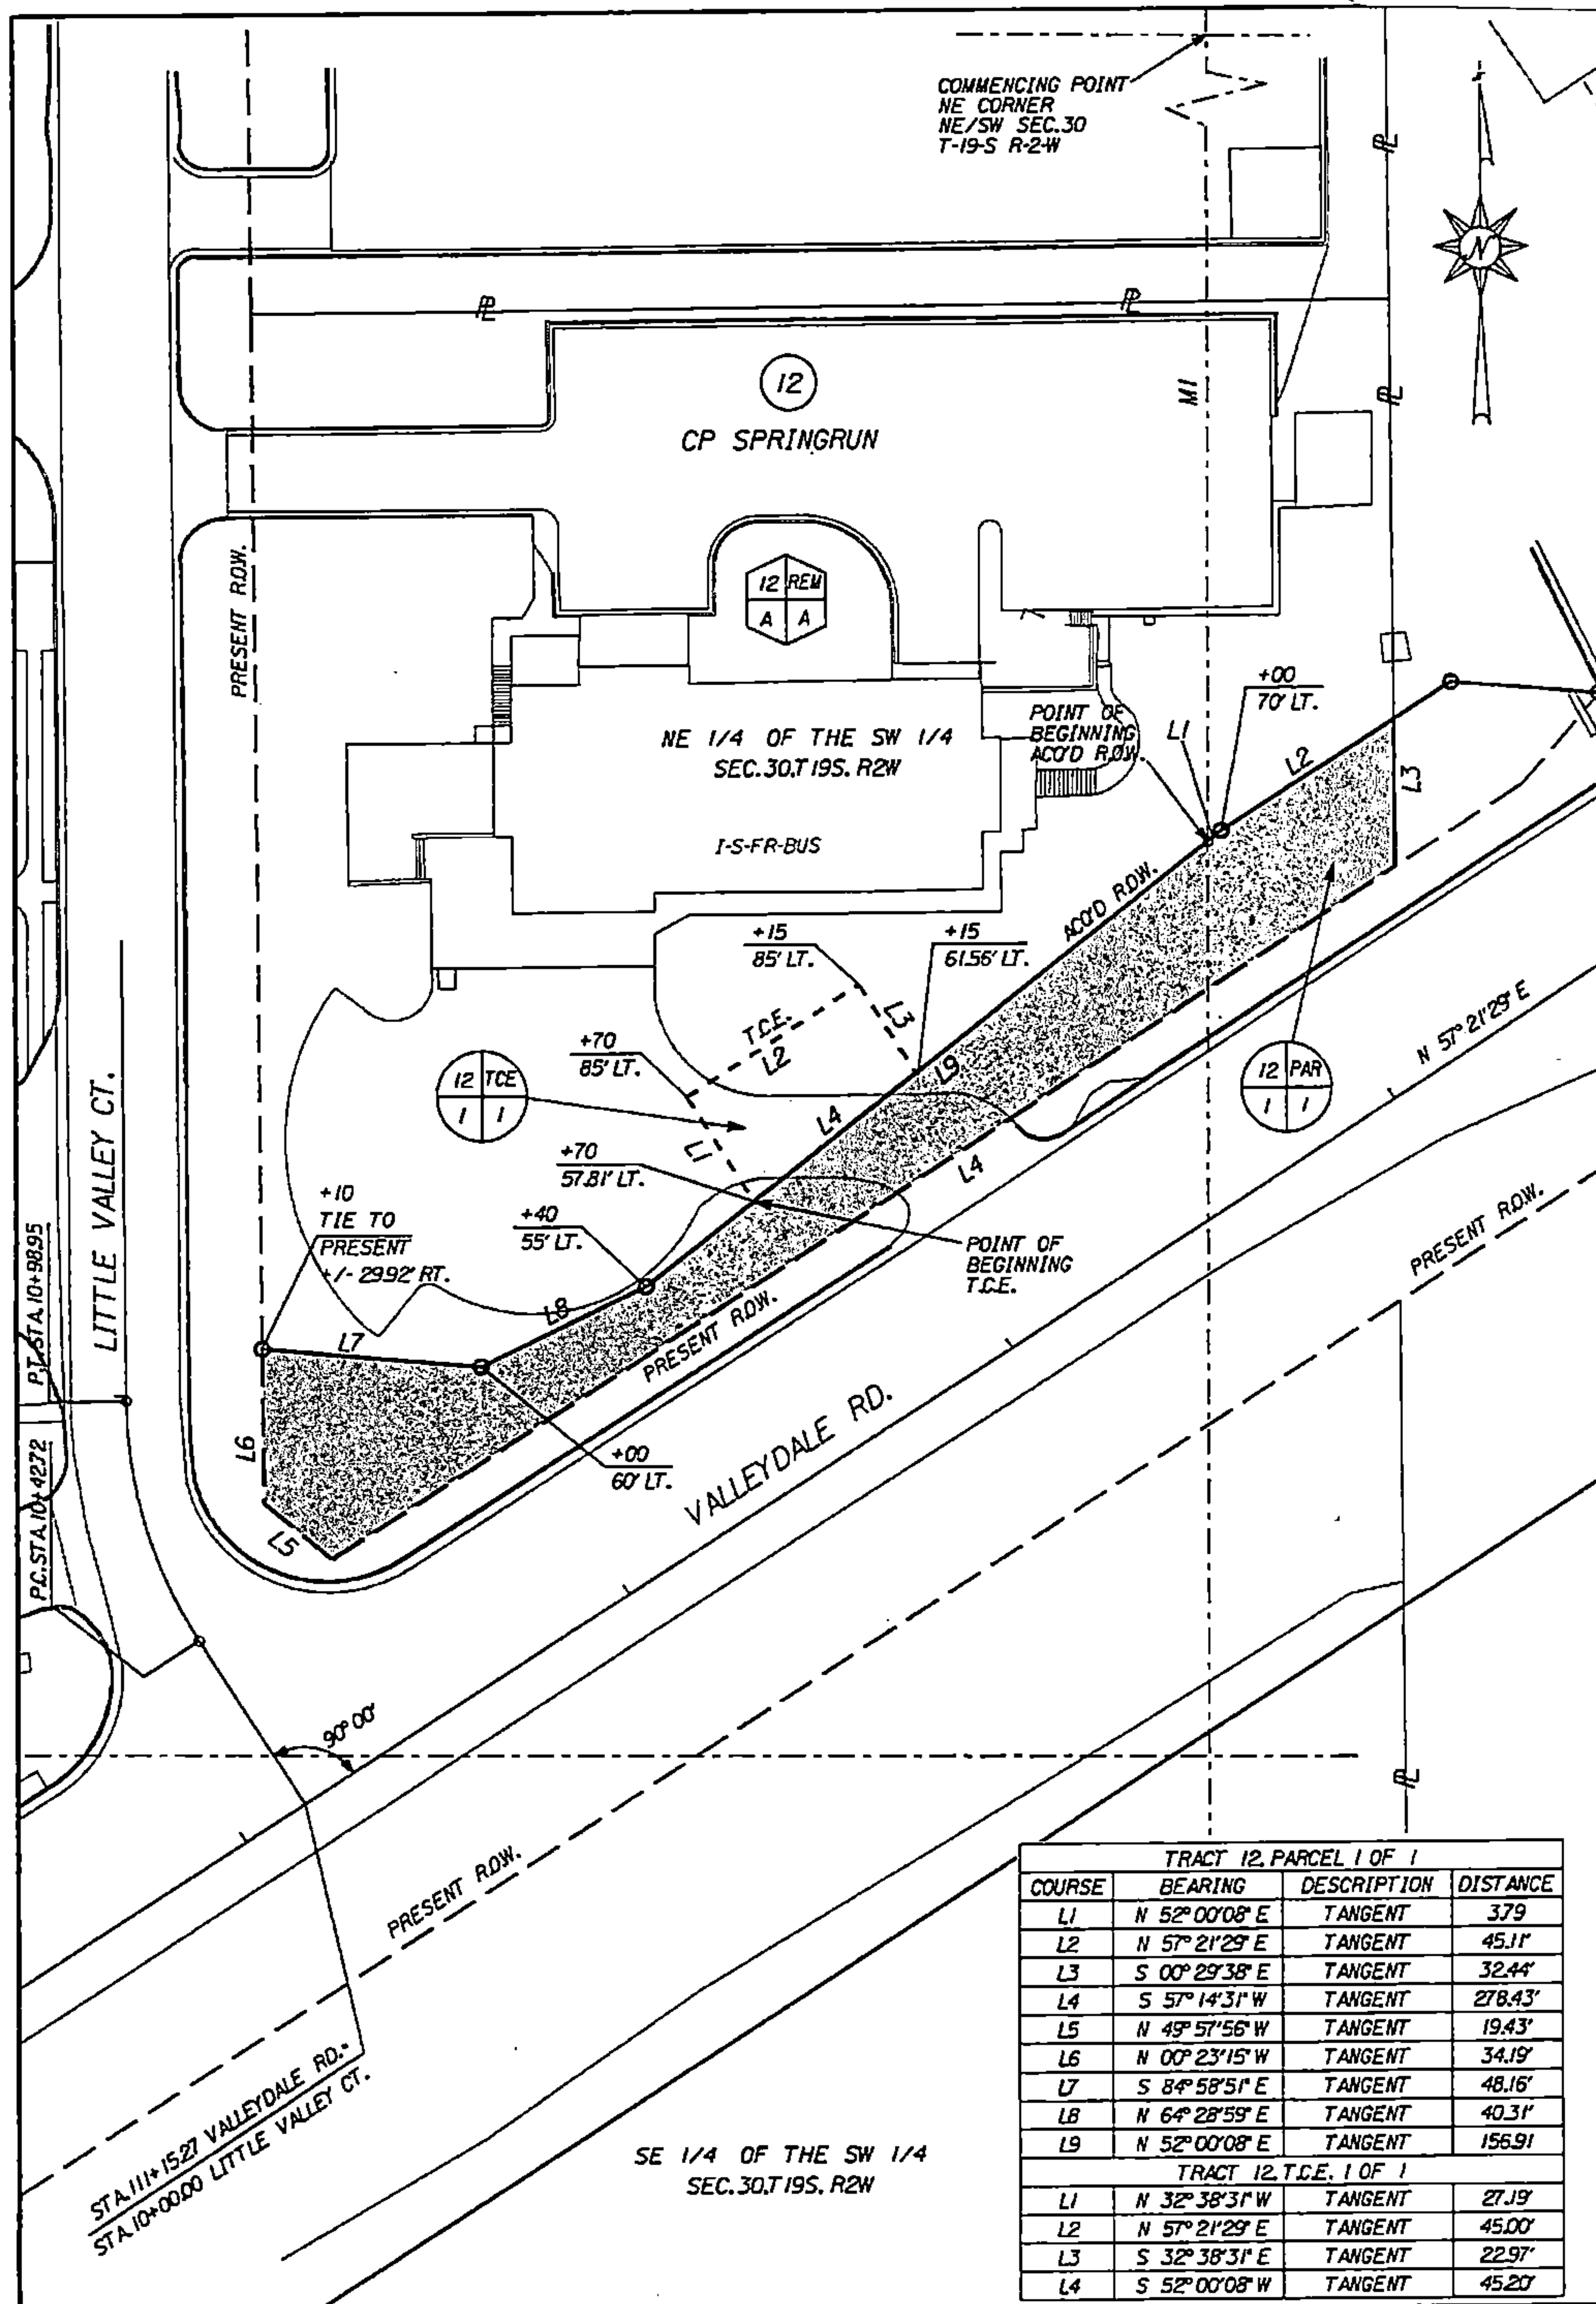 COMMENCING POINT
NE CORNER
NE/SW SEC.30
T-19-S R-2-W
N
PL
PL
PL
PL
12
CP SPRINGRUN
M1
PRESENT R.O.W.
12 REM
A A
NE 1/4 OF THE SW 1/4
SEC.30,T19S. R2W
1-S-FR-BUS
POINT OF
BEGINNING
ACQ'D R.O.W.
L1
+00
70' LT.
L2
L3
ACQ'D R.O.W.
+15
85' LT.
+15
61.56' LT.
T.C.E.
L2
L3
L9
+70
85' LT.
12 TCE
1 1
L1
L4
12 PAR
1 1
N 57° 21'29" E
+70
57.81' LT.
L4
+10
TIE TO
PRESENT
+/- 29.92' RT.
+40
55' LT.
POINT OF
BEGINNING
T.C.E.
PRESENT R.O.W.
LITTLE VALLEY CT.
P.T. STA. 10+98.95
L8
L7
PRESENT R.O.W.
L6
+00
60' LT.
VALLEYDALE RD.
P.C. STA. 10+42.72
L5
90°00'
PL
PRESENT R.O.W.
STA. 111+15.27 VALLEYDALE RD.=
STA. 10+00.00 LITTLE VALLEY CT.
SE 1/4 OF THE SW 1/4
SEC.30,T19S. R2W
TRACT 12, PARCEL 1 OF 1
COURSE BEARING DESCRIPTION DISTANCE
L1 N 52° 00'08" E TANGENT 3.79
L2 N 57° 21'29" E TANGENT 45.11'
L3 S 00° 29'38" E TANGENT 32.44'
L4 S 57° 14'31" W TANGENT 278.43'
L5 N 49° 57'56" W TANGENT 19.43'
L6 N 00° 23'15" W TANGENT 34.19'
L7 S 84° 58'51" E TANGENT 48.16'
L8 N 64° 28'59" E TANGENT 40.31'
L9 N 52° 00'08" E TANGENT 156.91
TRACT 12, T.C.E. 1 OF 1
L1 N 32° 38'31" W TANGENT 27.19'
L2 N 57° 21'29" E TANGENT 45.00'
L3 S 32° 38'31" E TANGENT 22.97'
L4 S 52° 00'08" W TANGENT 45.20'